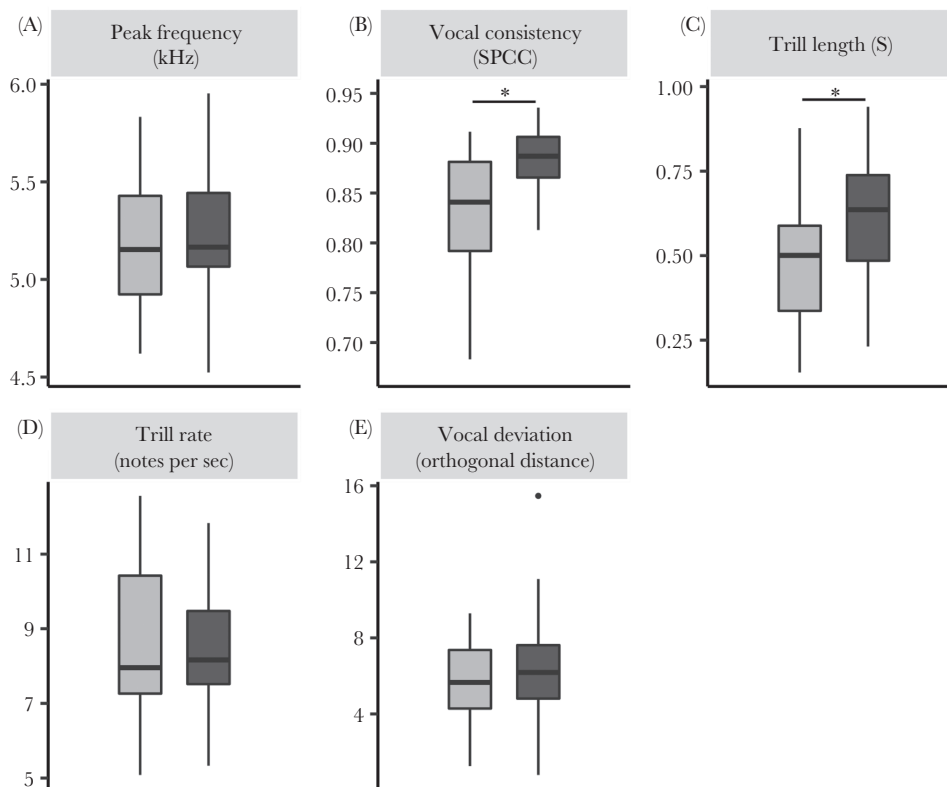 (A)
Peak frequency
(kHz)
6.0
5.5
5.0
4.5
(B)
Vocal consistency
(SPCC)
*
0.95
0.90
0.85
0.80
0.75
0.70
(C)
Trill length (S)
*
1.00
0.75
0.50
0.25
(D)
Trill rate
(notes per sec)
11
9
7
5
(E)
Vocal deviation
(orthogonal distance)
16
12
8
4